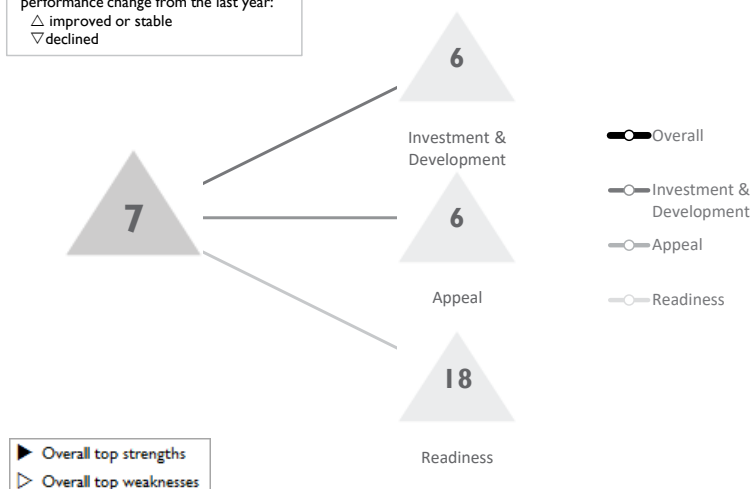 performance change from the last year:
△ improved or stable
▽ declined
6
Investment &
Development
7
6
Appeal
18
Readiness
Overall
Investment &
Development
Appeal
Readiness
▶ Overall top strengths
▷ Overall top weaknesses